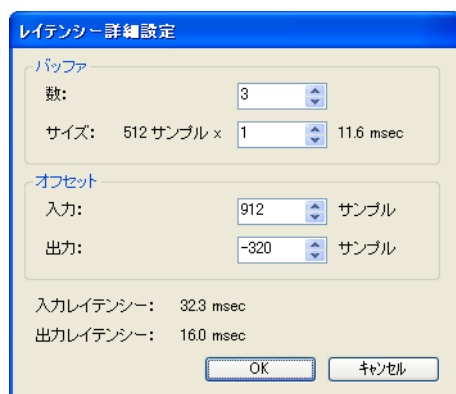 レイテンシー詳細設定
バッファ
数: 3
サイズ: 512 サンプル × 1 11.6 msec
オフセット
入力: 912 サンプル
出力: -320 サンプル
入力レイテンシー: 32.3 msec
出力レイテンシー: 16.0 msec
OK キャンセル